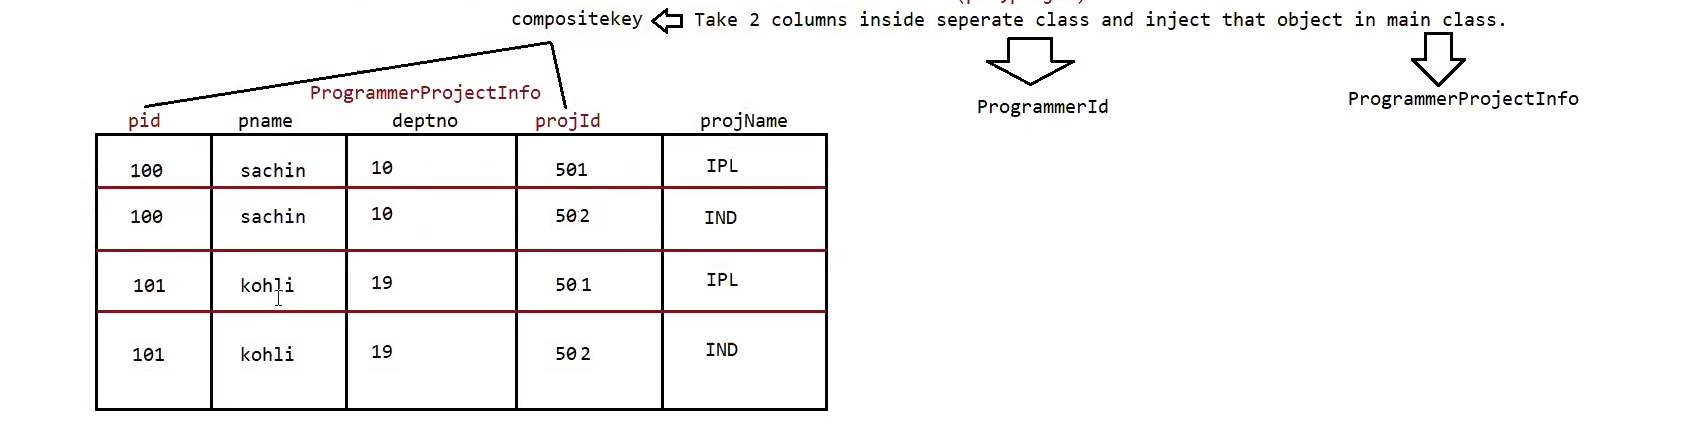 compositekey Take 2 columns inside seperate class and inject that object in main class.
ProgrammerProjectInfo ProgrammerId ProgrammerProjectInfo
pid pname deptno projId projName
100 sachin 10 501 IPL
100 sachin 10 502 IND
101 kohli 19 501 IPL
101 kohli 19 502 IND